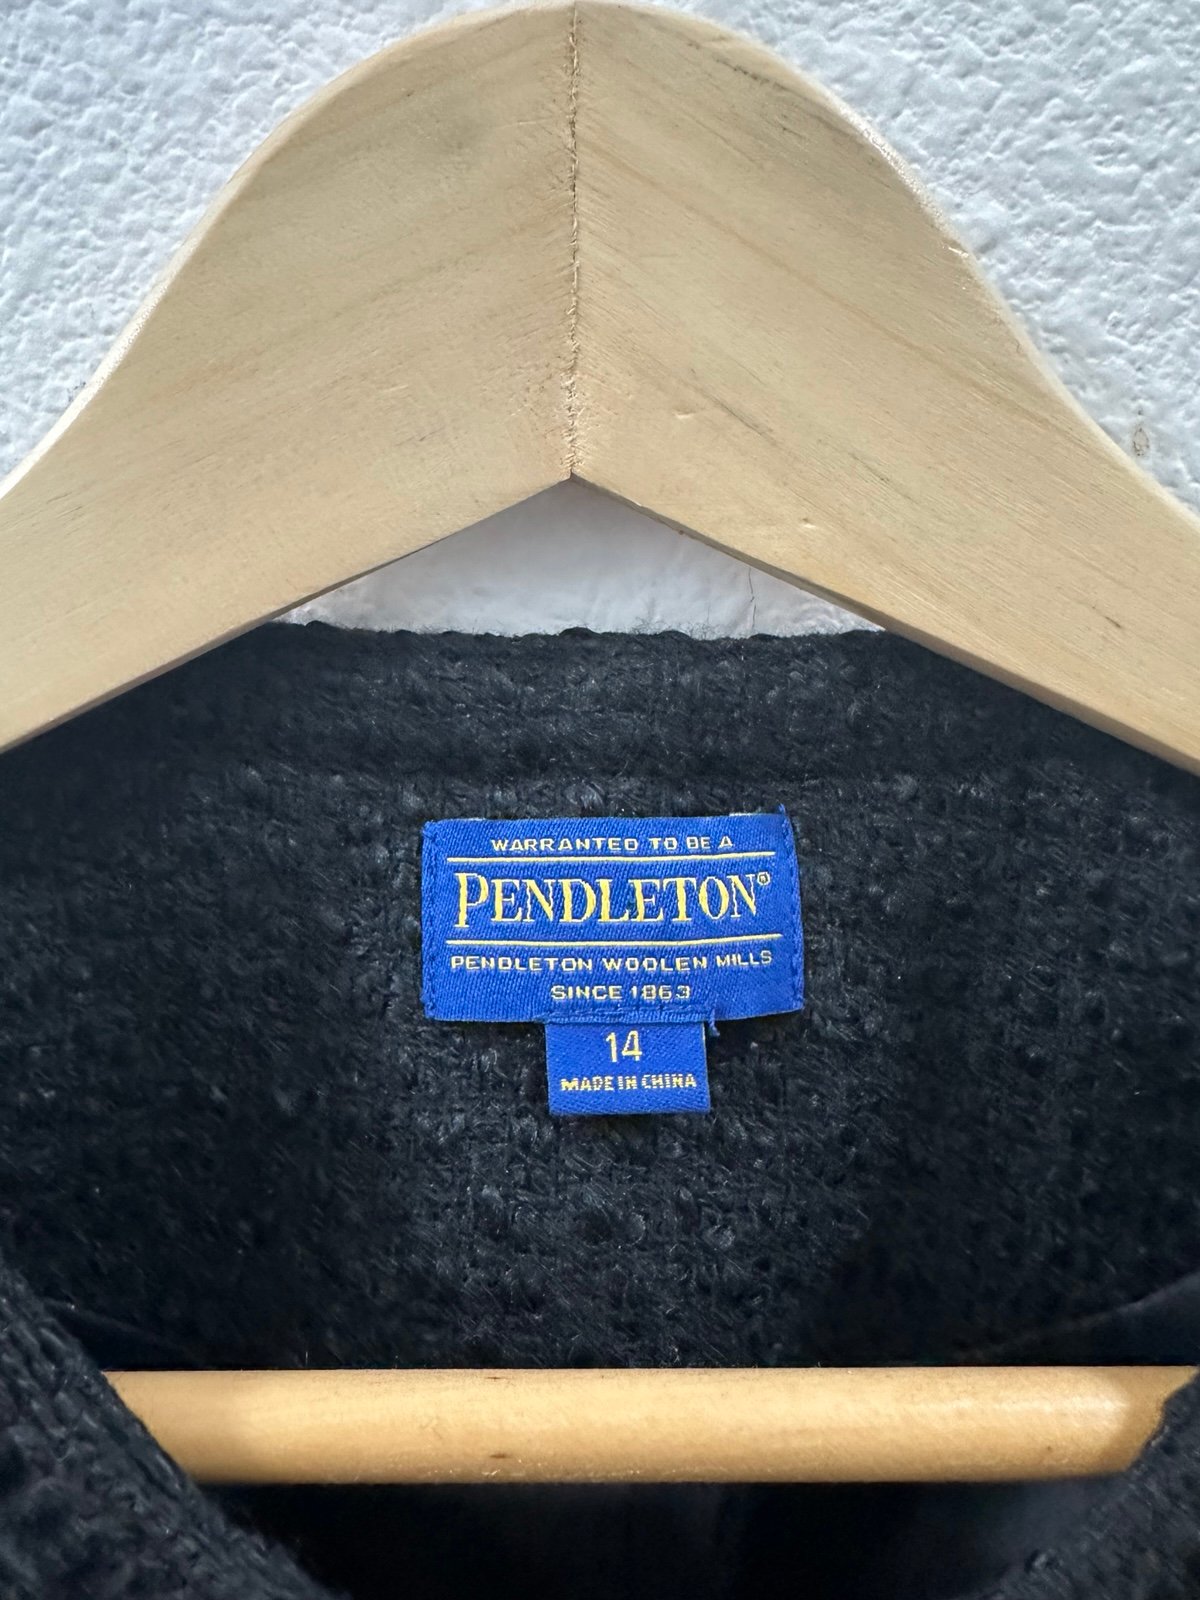 WARRANTED TO BE A
PENDLETON®
PENDLETON WOOLEN MILLS
SINCE 1863
14
MADE IN CHINA